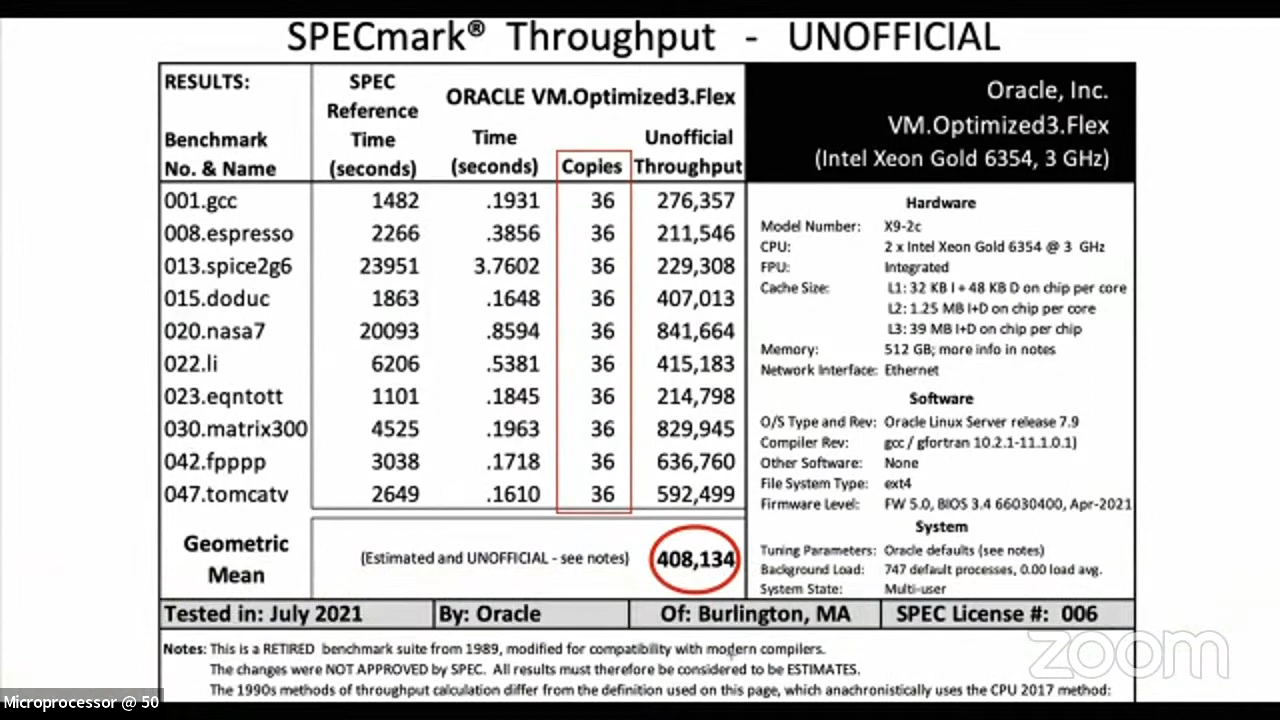 SPECmark® Throughput - UNOFFICIAL
RESULTS:
Benchmark
No. & Name
SPEC
Reference
Time
(seconds)
ORACLE VM.Optimized3.Flex
Time
(seconds)
Copies
Unofficial
Throughput
001.gcc 1482 .1931 36 276,357
008.espresso 2266 .3856 36 211,546
013.spice2g6 23951 3.7602 36 229,308
015.doduc 1863 .1648 36 407,013
020.nasa7 20093 .8594 36 841,664
022.li 6206 .5381 36 415,183
023.eqntott 1101 .1845 36 214,798
030.matrix300 4525 .1963 36 829,945
042.fpppp 3038 .1718 36 636,760
047.tomcatv 2649 .1610 36 592,499
Geometric
Mean
(Estimated and UNOFFICIAL - see notes) 408,134
Oracle, Inc.
VM.Optimized3.Flex
(Intel Xeon Gold 6354, 3 GHz)
Hardware
Model Number: X9-2c
CPU: 2 x Intel Xeon Gold 6354 @ 3 GHz
FPU: Integrated
Cache Size: L1: 32 KB I + 48 KB D on chip per core
L2: 1.25 MB I+D on chip per core
L3: 39 MB I+D on chip per chip
Memory: 512 GB; more info in notes
Network Interface: Ethernet
Software
O/S Type and Rev: Oracle Linux Server release 7.9
Compiler Rev: gcc / gfortran 10.2.1-11.1.0.1)
Other Software: None
File System Type: ext4
Firmware Level: FW 5.0, BIOS 3.4 66030400, Apr-2021
System
Tuning Parameters: Oracle defaults (see notes)
Background Load: 747 default processes, 0.00 load avg.
System State: Multi-user
Tested in: July 2021 By: Oracle Of: Burlington, MA SPEC License #: 006
Notes: This is a RETIRED benchmark suite from 1989, modified for compatibility with modern compilers.
The changes were NOT APPROVED by SPEC. All results must therefore be considered to be ESTIMATES.
The 1990s methods of throughput calculation differ from the definition used on this page, which anachronistically uses the CPU 2017 method:
zoom
Microprocessor @ 50